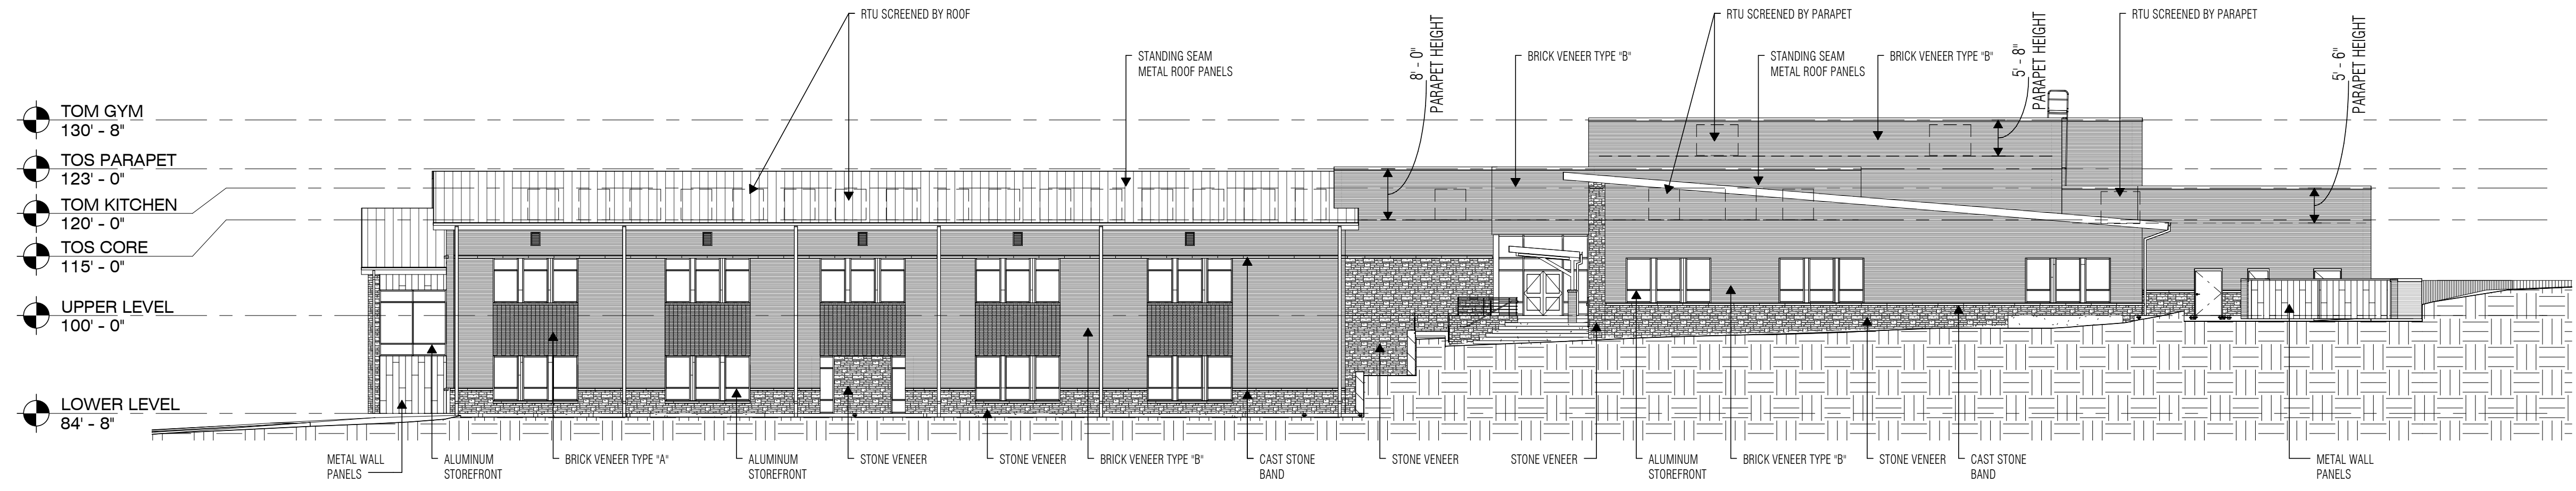 RTU SCREENED BY ROOF
STANDING SEAM
METAL ROOF PANELS
8' - 0"
PARAPET HEIGHT
BRICK VENEER TYPE "B"
RTU SCREENED BY PARAPET
STANDING SEAM
METAL ROOF PANELS
BRICK VENEER TYPE "B"
5' - 8"
PARAPET HEIGHT
RTU SCREENED BY PARAPET
5' - 6"
PARAPET HEIGHT
TOM GYM
130' - 8"
TOS PARAPET
123' - 0"
TOM KITCHEN
120' - 0"
TOS CORE
115' - 0"
UPPER LEVEL
100' - 0"
LOWER LEVEL
84' - 8"
METAL WALL
PANELS
ALUMINUM
STOREFRONT
BRICK VENEER TYPE "A"
ALUMINUM
STOREFRONT
STONE VENEER
STONE VENEER
BRICK VENEER TYPE "B"
CAST STONE
BAND
STONE VENEER
STONE VENEER
ALUMINUM
STOREFRONT
BRICK VENEER TYPE "B"
STONE VENEER
CAST STONE
BAND
METAL WALL
PANELS